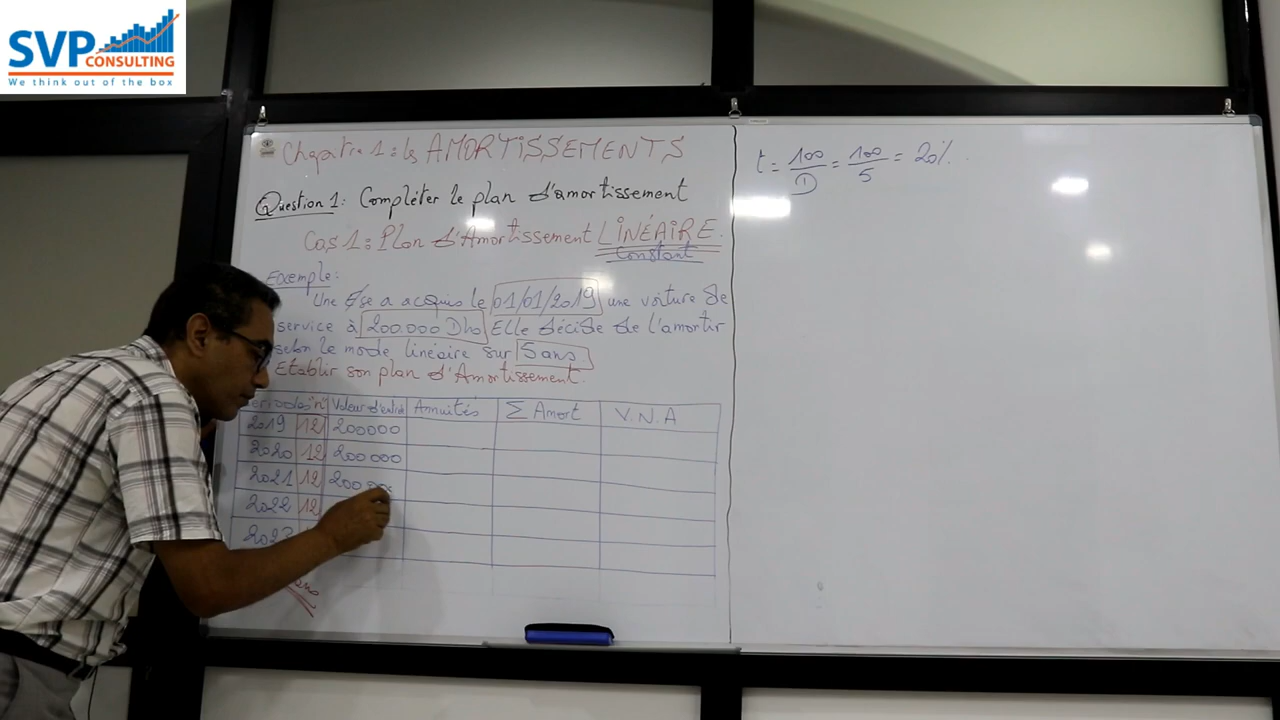 SVP CONSULTING
We think out of the box
Chapitre 1 : les AMORTISSEMENTS
Question 1 : Compléter le plan d'amortissement
Cas 1 : Plan d'Amortissement LINÉAIRE.
Constant
Exemple :
Une E/se a acquis le 01/01/2019 une voiture de
service à 200.000 Dhs Elle décide de l'amortir
selon le mode linéaire sur 5 ans.
Etablir son plan d'Amortissement.
"n" Valeur d'entrée Annuités Σ Amort V.N.A
2019 12 200000
2020 12 200 000
2021 12 200 000
2022 12
2023
t = 100/D = 100/5 = 20%.